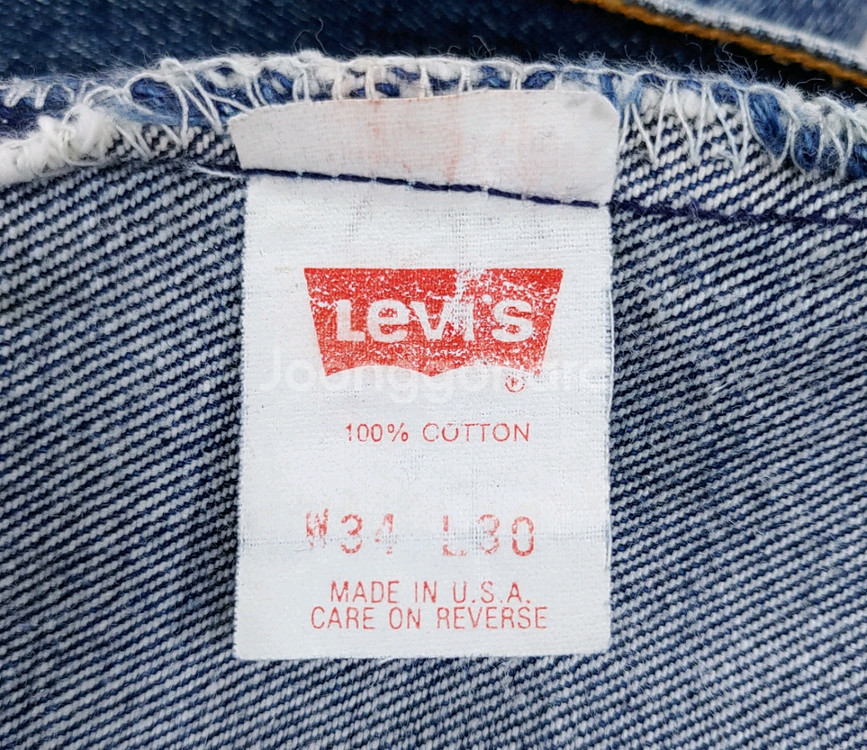 Levi's
®
100% COTTON
W34 L30
MADE IN U.S.A.
CARE ON REVERSE